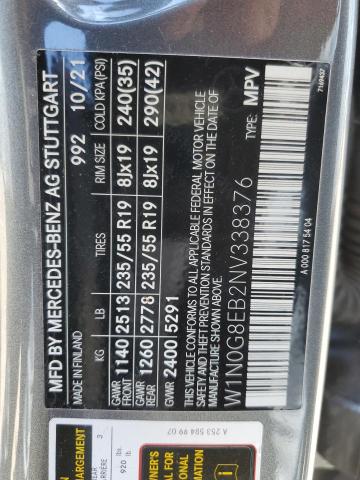 MFD BY MERCEDES-BENZ AG STUTTGART
MADE IN FINLAND 992 10/21
KG LB TIRES RIM SIZE COLD KPA (PSI)
GAWR FRONT 1140 2513 235/55 R19 8Jx19 240(35)
GAWR REAR 1260 2778 235/55 R19 8Jx19 290(42)
GVWR 2400 5291
THIS VEHICLE CONFORMS TO ALL APPLICABLE FEDERAL MOTOR VEHICLE
SAFETY AND THEFT PREVENTION STANDARDS IN EFFECT ON THE DATE OF
MANUFACTURE SHOWN ABOVE.
W1N0G8EB2NV338376 TYPE: MPV
A 000 817 54 04
A 253 584 99 07
3
920 lb.